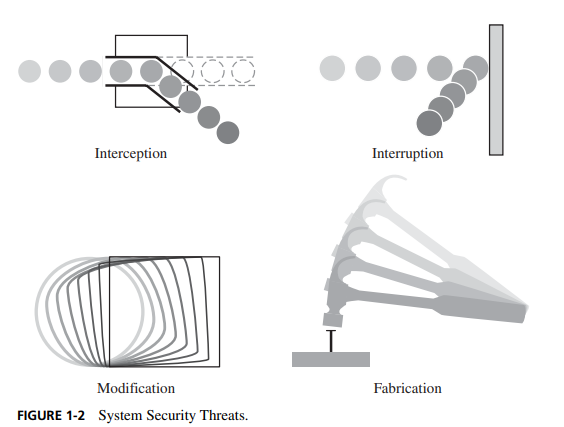 Interception
Interruption
Modification
Fabrication
FIGURE 1-2 System Security Threats.